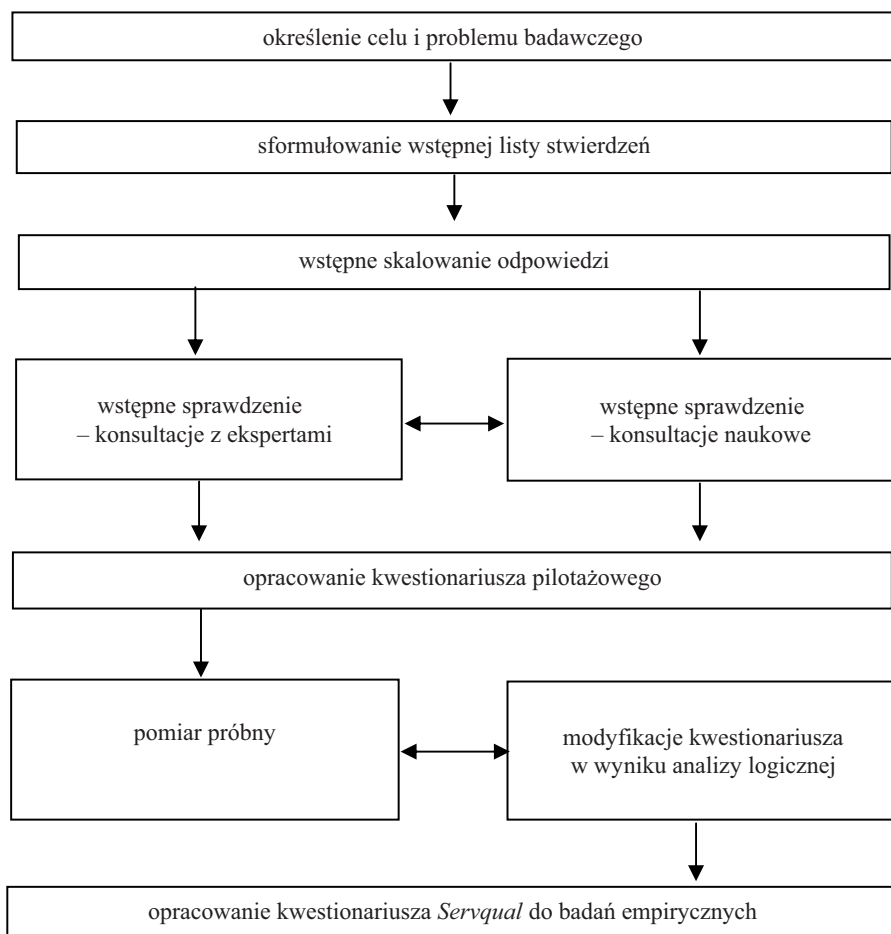 określenie celu i problemu badawczego
sformułowanie wstępnej listy stwierdzeń
wstępne skalowanie odpowiedzi
wstępne sprawdzenie
– konsultacje z ekspertami
wstępne sprawdzenie
– konsultacje naukowe
opracowanie kwestionariusza pilotażowego
pomiar próbny
modyfikacje kwestionariusza
w wyniku analizy logicznej
opracowanie kwestionariusza Servqual do badań empirycznych